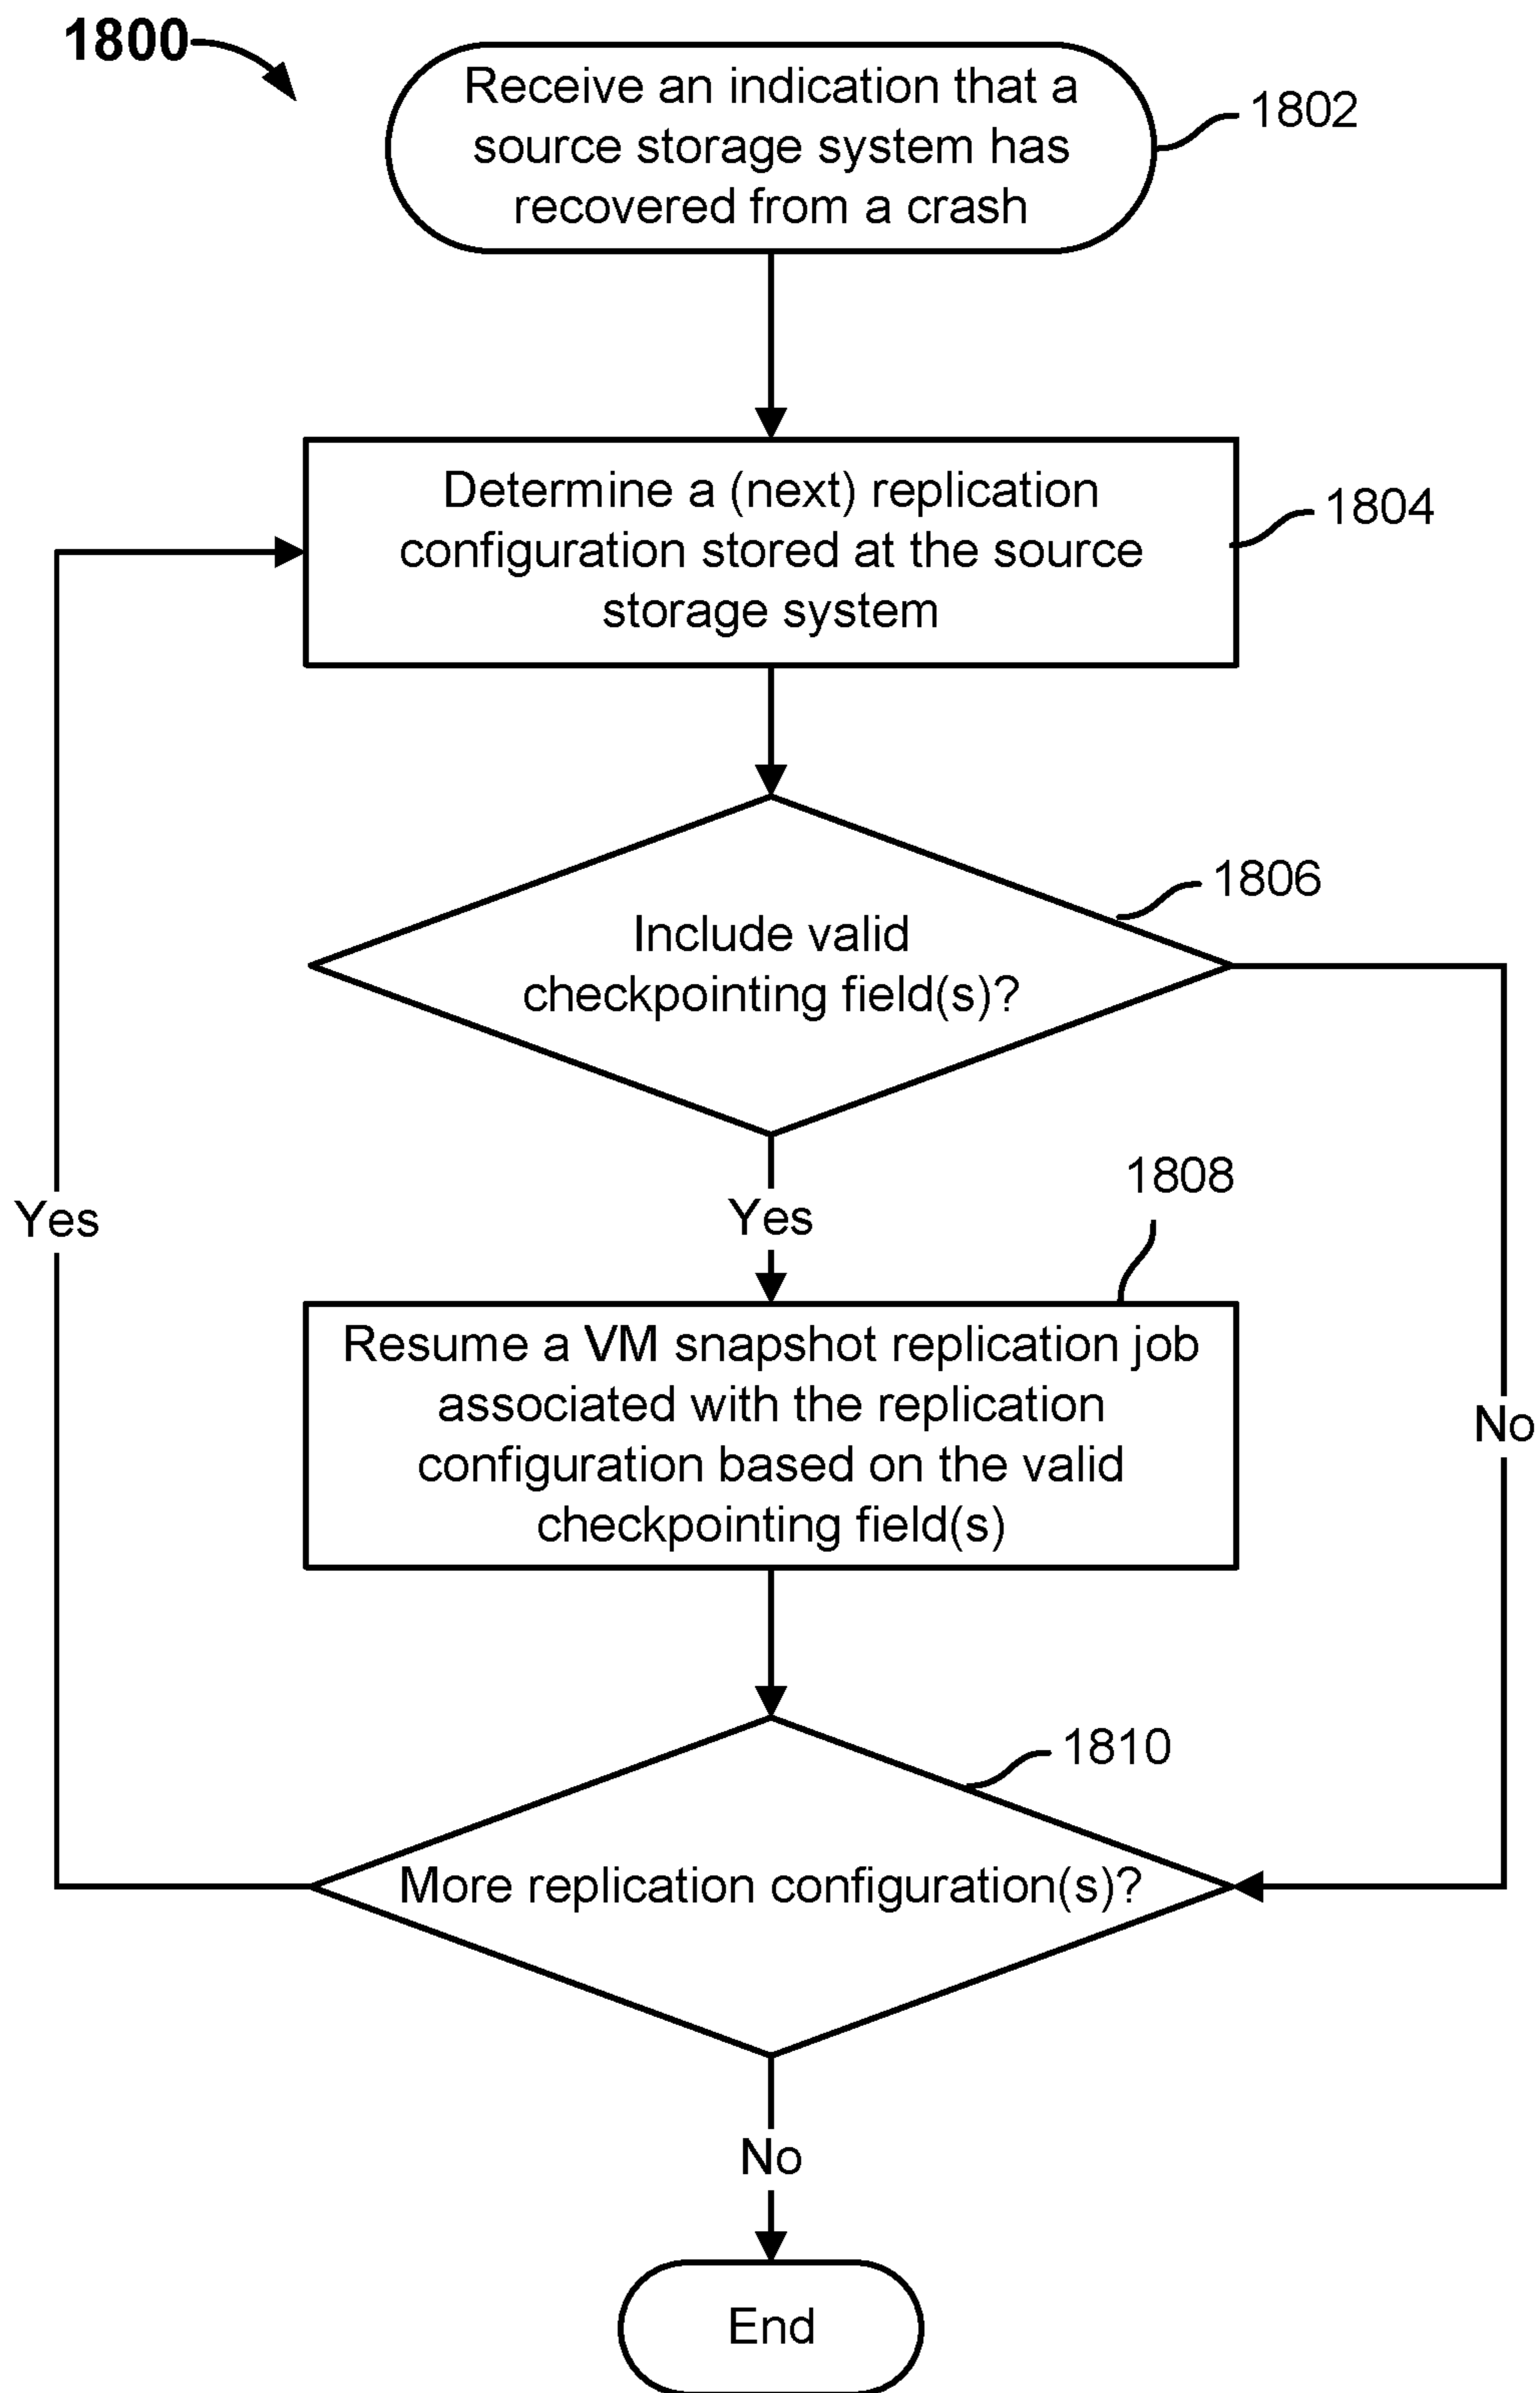 1800
Receive an indication that a
source storage system has
recovered from a crash
1802
Determine a (next) replication
configuration stored at the source
storage system
1804
Include valid
checkpointing field(s)?
1806
Yes
Yes
1808
Resume a VM snapshot replication job
associated with the replication
configuration based on the valid
checkpointing field(s)
No
1810
More replication configuration(s)?
No
End